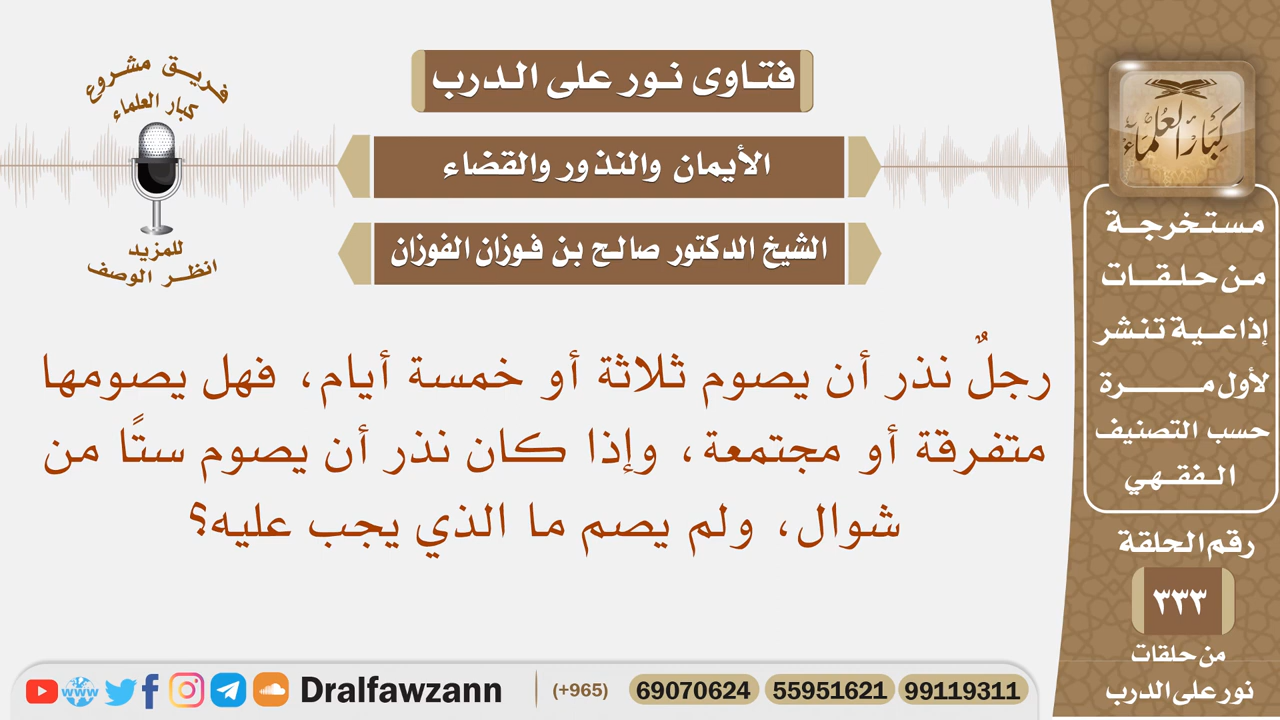 فتاوى نور على الدرب
الأيمان والنذور والقضاء
الشيخ الدكتور صالح بن فوزان الفوزان
فريق مشروع
كبار العلماء
للمزيد
انظر الوصف
رجلٌ نذر أن يصوم ثلاثة أو خمسة أيام، فهل يصومها
متفرقة أو مجتمعة، وإذا كان نذر أن يصوم ستًا من
شوال، ولم يصم ما الذي يجب عليه؟
كبار العلماء
مستخرجة
من حلقات
إذاعية تنشر
لأول مرة
حسب التصنيف
الفقهي
رقم الحلقة
٣٣٣
من حلقات
نور على الدرب
www
Dralfawzann
(+965) 69070624 55951621 99119311